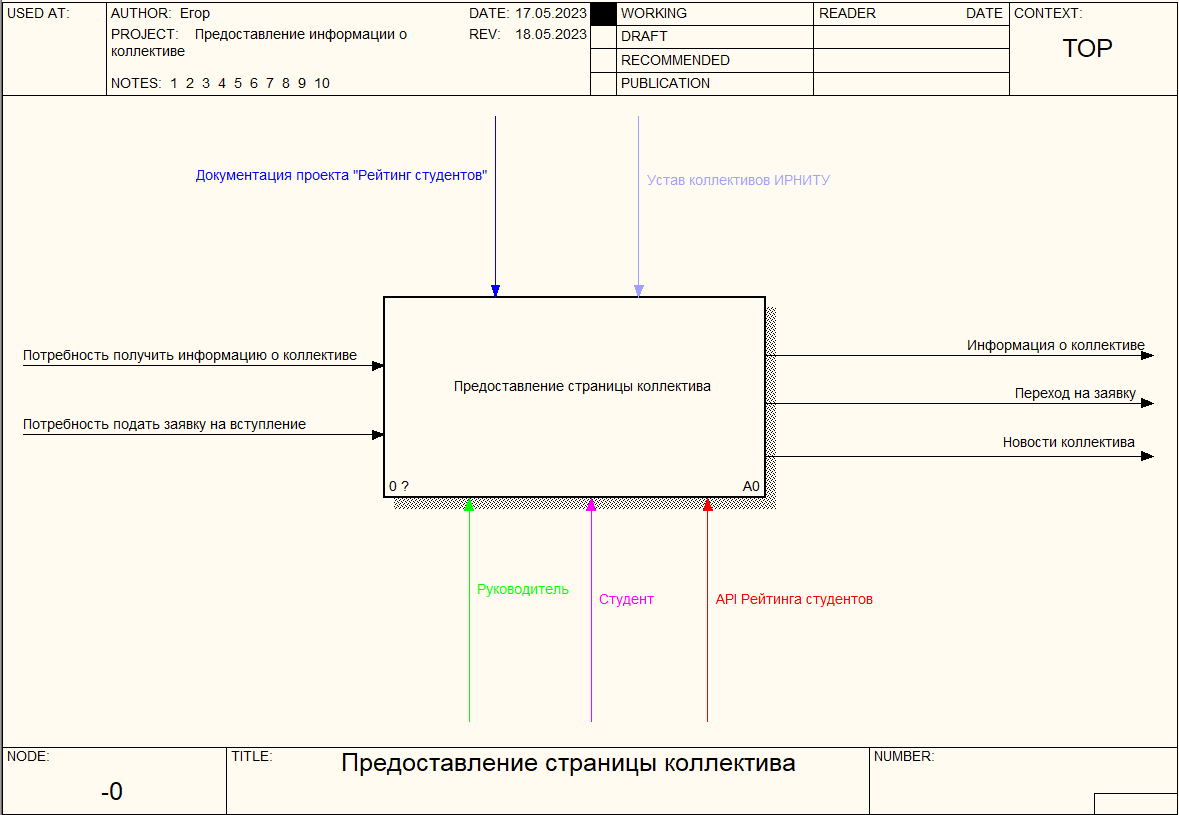 USED AT:
AUTHOR: Егор
DATE: 17.05.2023
PROJECT: Предоставление информации о
коллективе
REV: 18.05.2023
NOTES: 1 2 3 4 5 6 7 8 9 10
WORKING
DRAFT
RECOMMENDED
PUBLICATION
READER
DATE
CONTEXT:
TOP
Документация проекта "Рейтинг студентов"
Устав коллективов ИРНИТУ
Потребность получить информацию о коллективе
Потребность подать заявку на вступление
Предоставление страницы коллектива
0 ?
A0
Информация о коллективе
Переход на заявку
Новости коллектива
Руководитель
Студент
API Рейтинга студентов
NODE:
-0
TITLE:
Предоставление страницы коллектива
NUMBER: